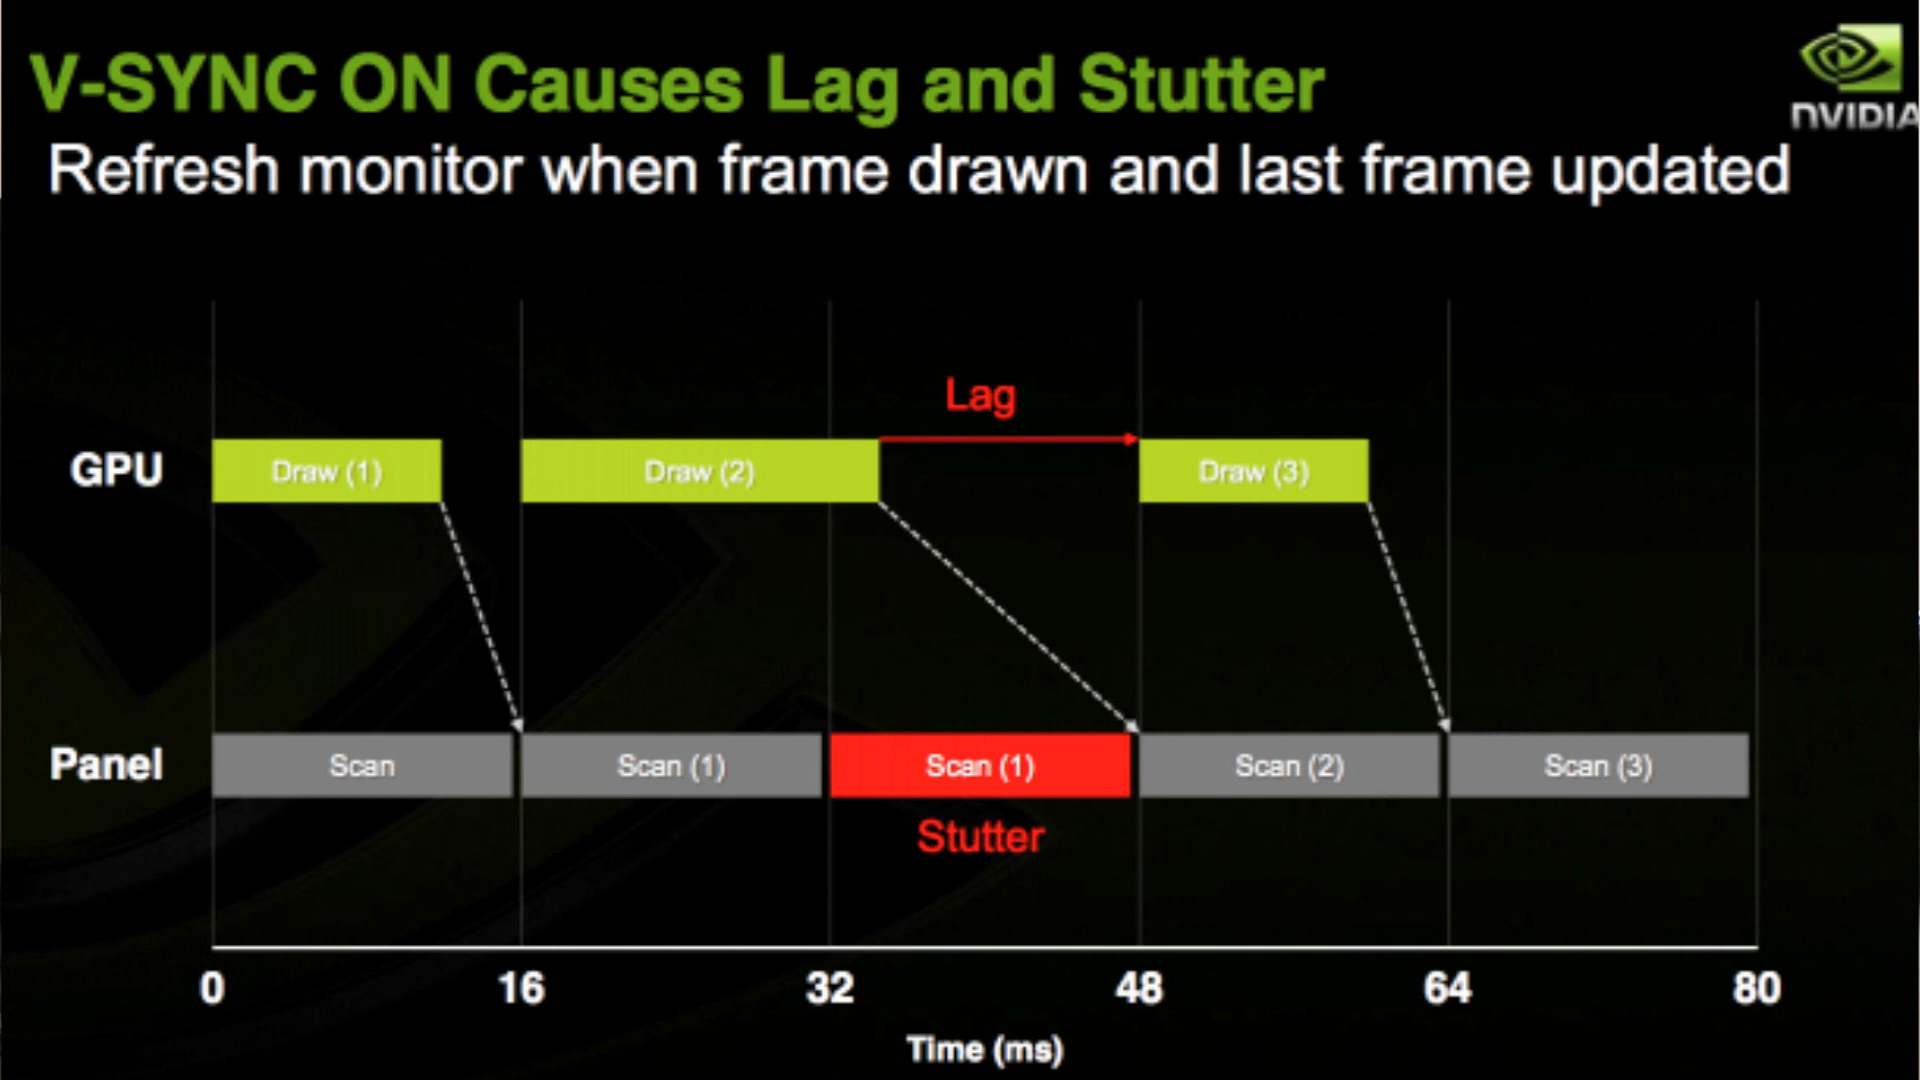 V-SYNC ON Causes Lag and Stutter
NVIDIA
Refresh monitor when frame drawn and last frame updated
Lag
GPU
Draw (1)
Draw (2)
Draw (3)
Panel
Scan
Scan (1)
Scan (1)
Scan (2)
Scan (3)
Stutter
0
16
32
48
64
80
Time (ms)